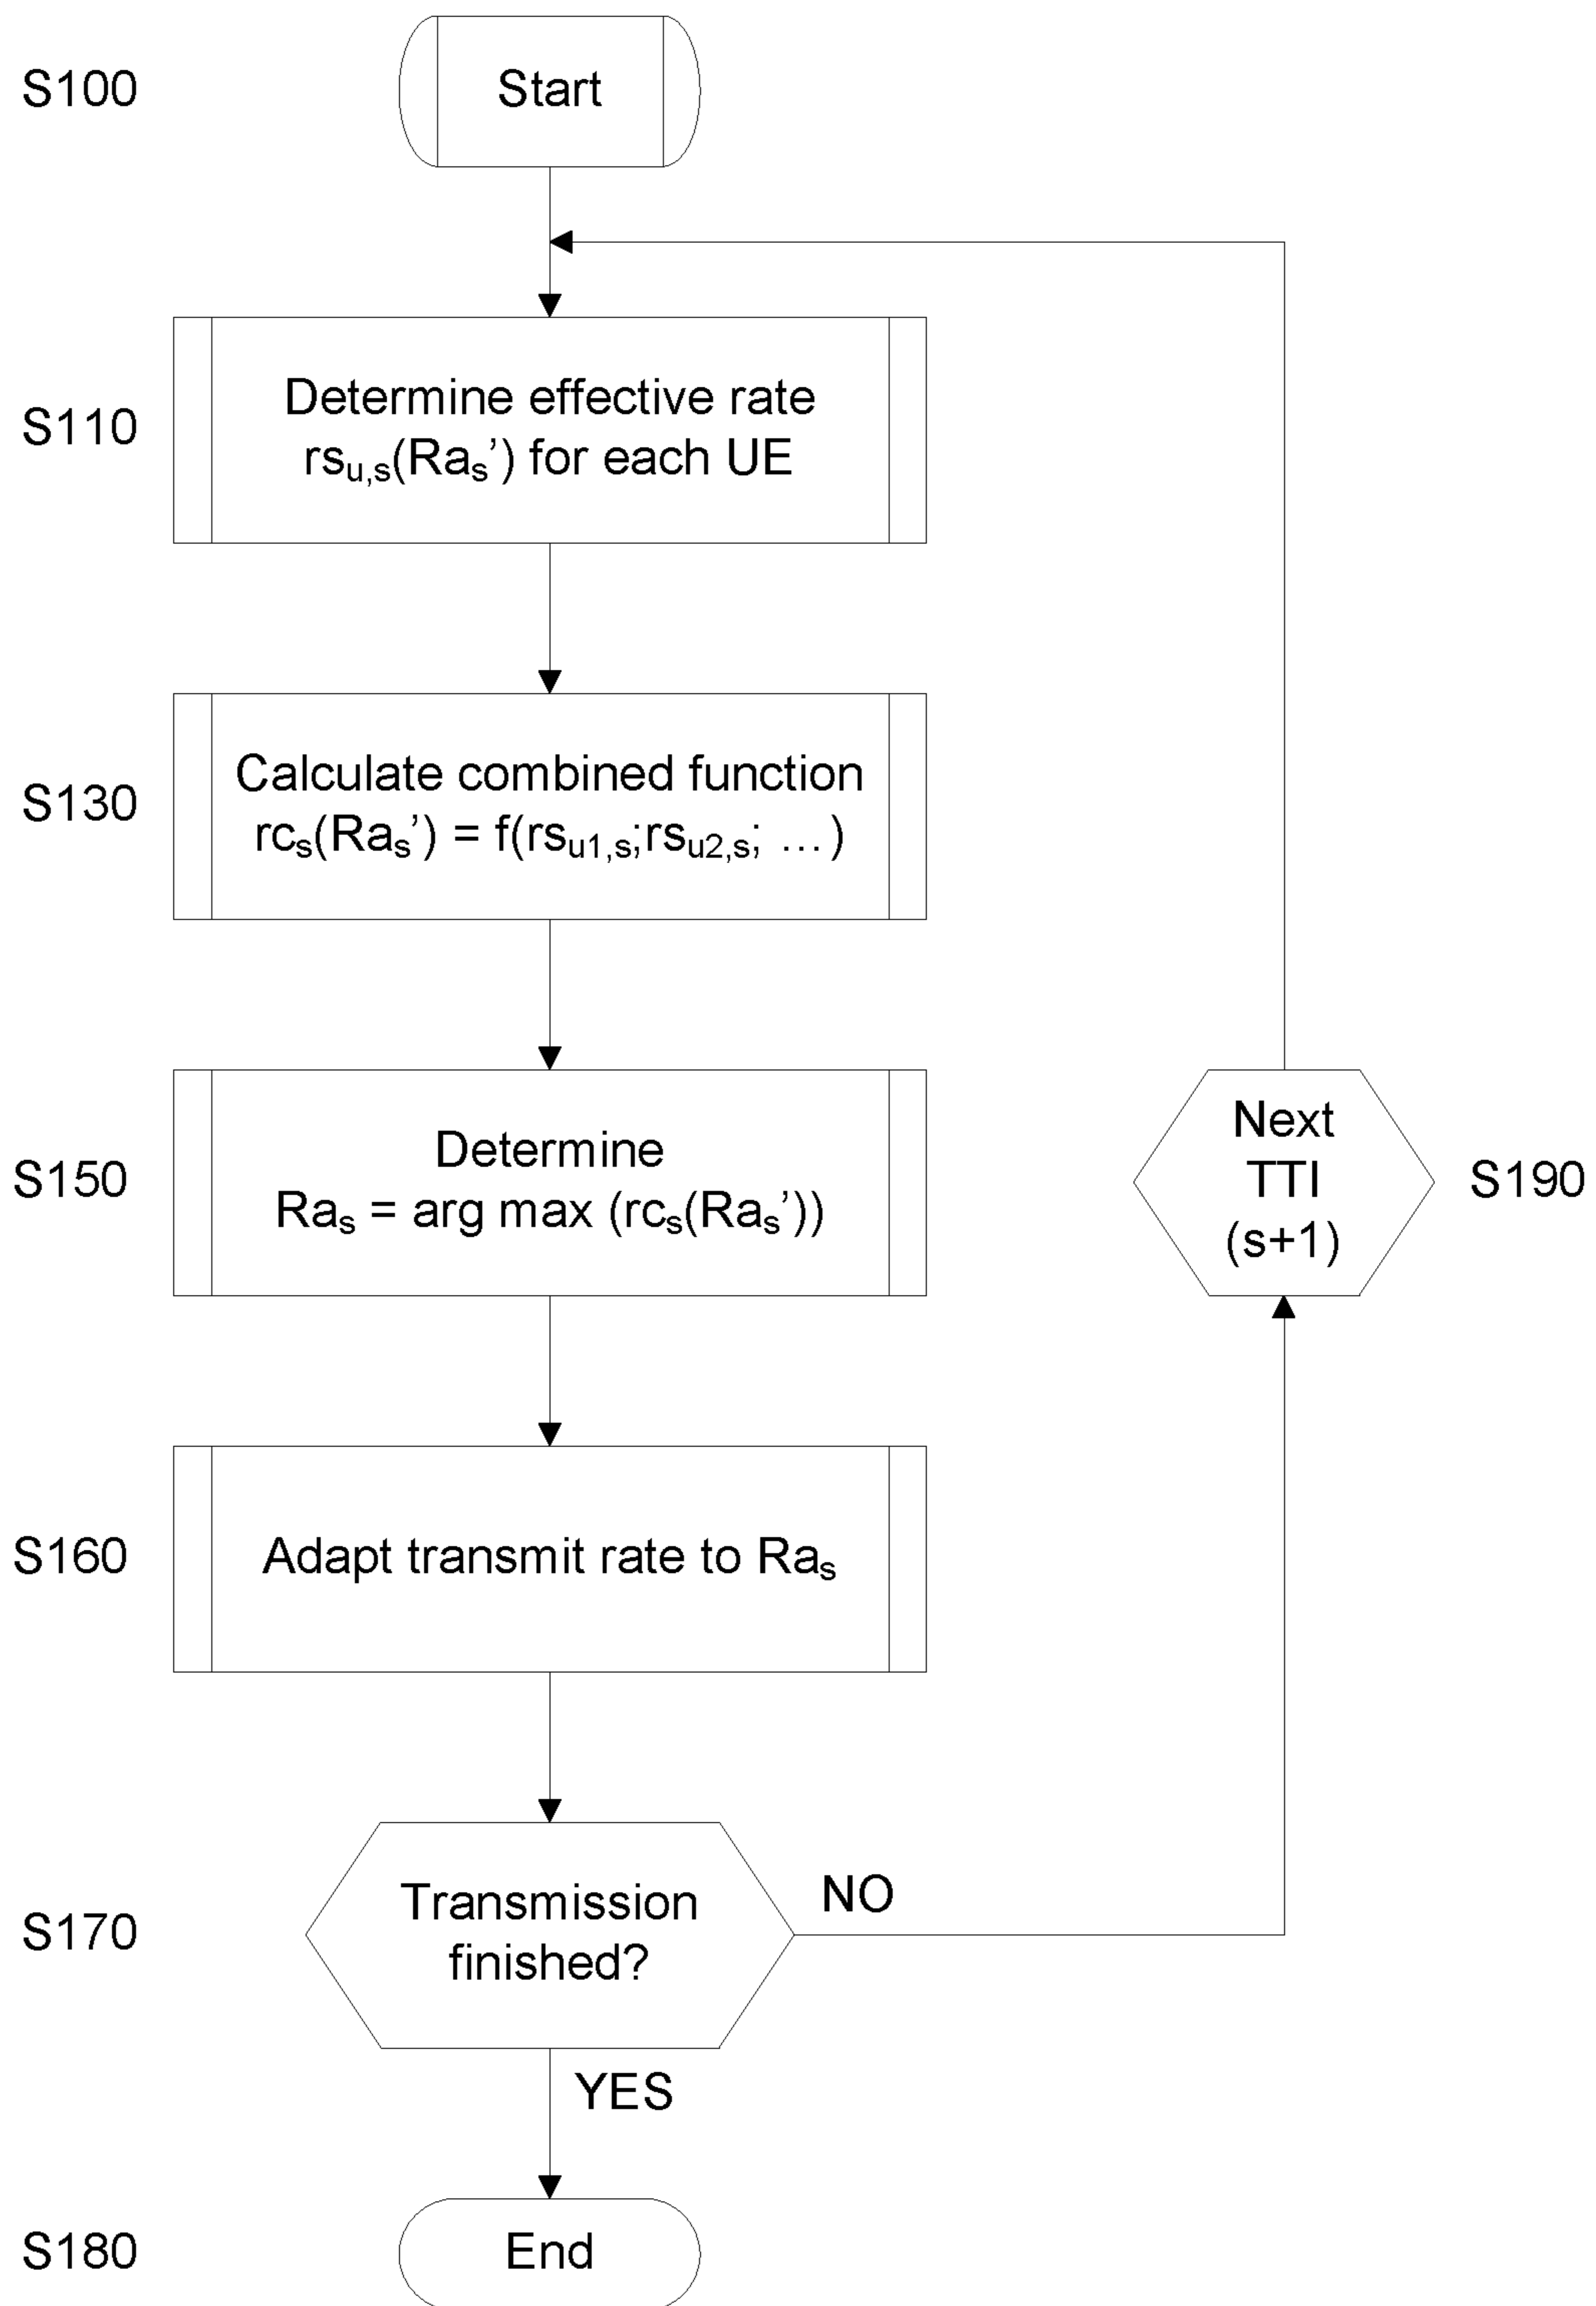 S100
Start
S110
Determine effective rate
rsu,s(Ras’) for each UE
S130
Calculate combined function
rcs(Ras’) = f(rsu1,s;rsu2,s; …)
S150
Determine
Ras = arg max (rcs(Ras’))
Next
TTI
(s+1)
S190
S160
Adapt transmit rate to Ras
S170
Transmission
finished?
NO
YES
S180
End